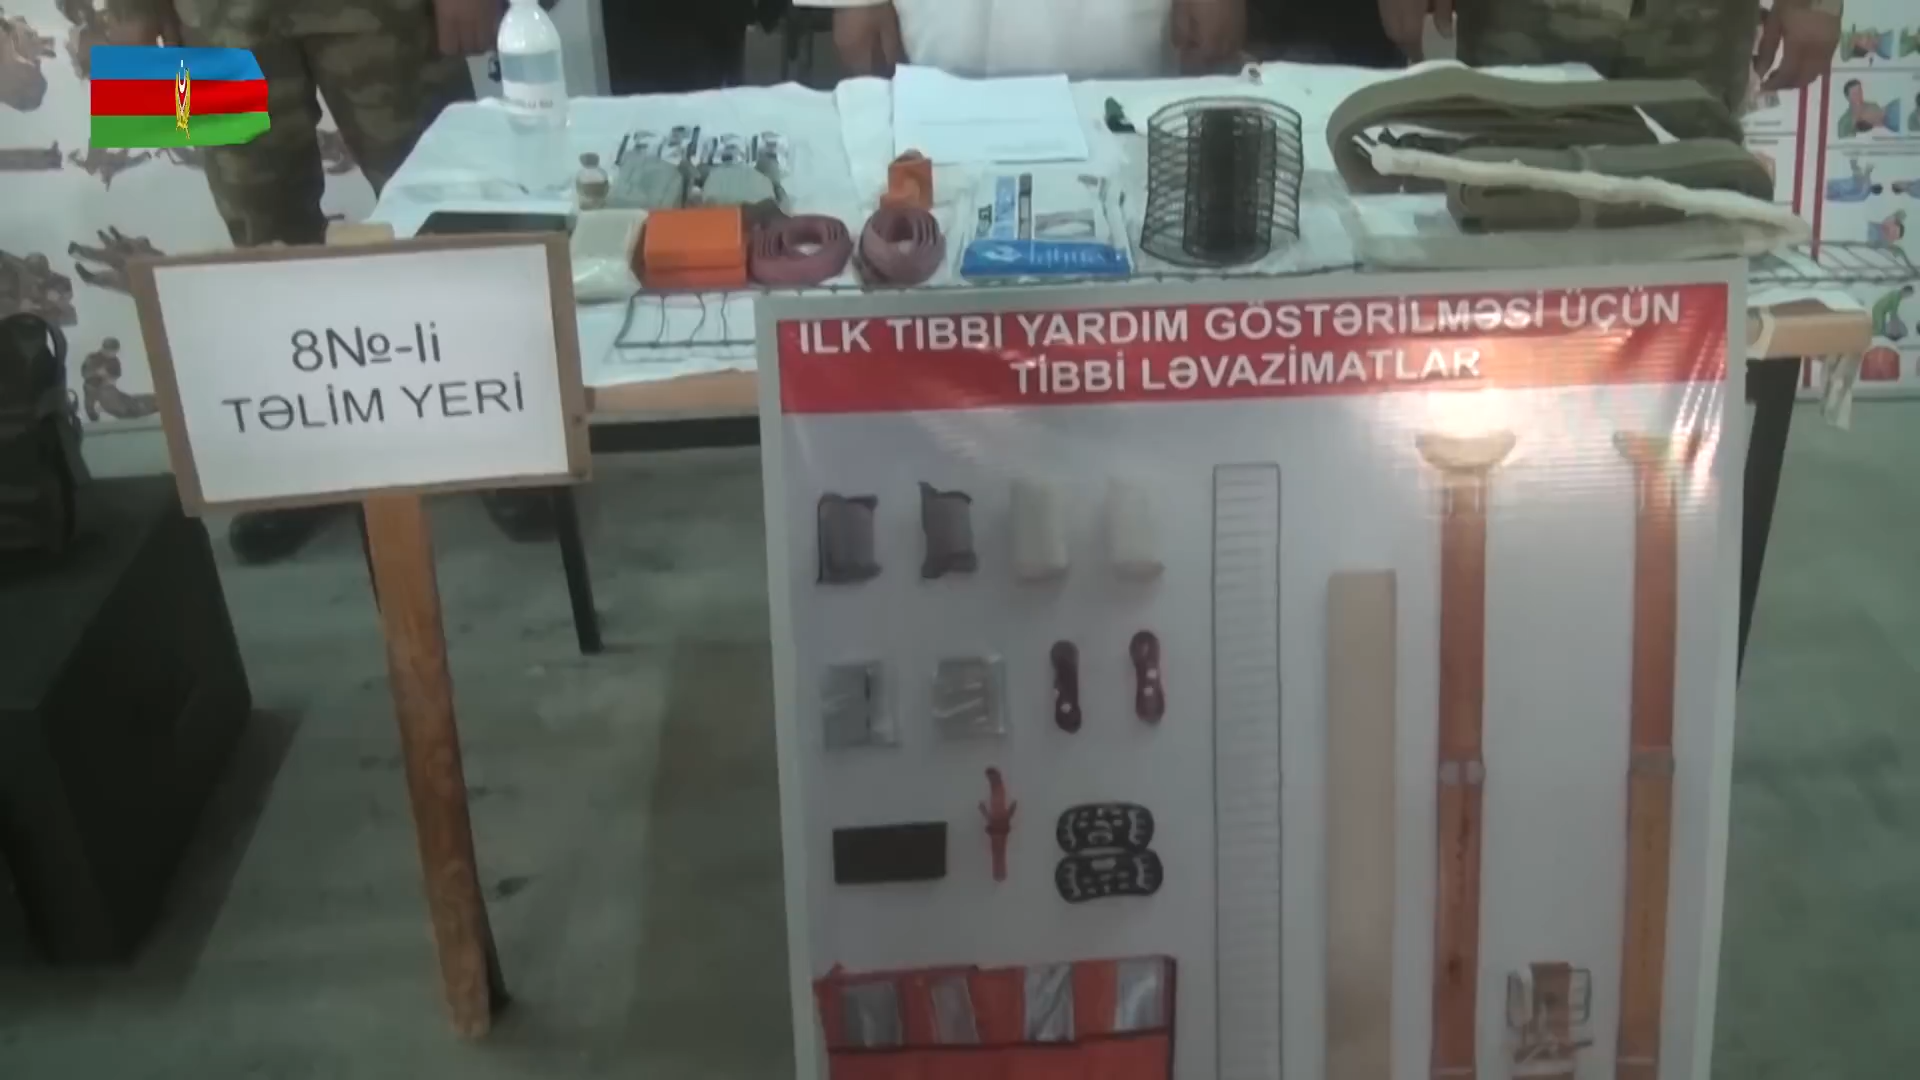 8№-li
TƏLİM YERİ
İLK TİBBİ YARDIM GÖSTƏRİLMƏSİ ÜÇÜN
TİBBİ LƏVAZİMATLAR